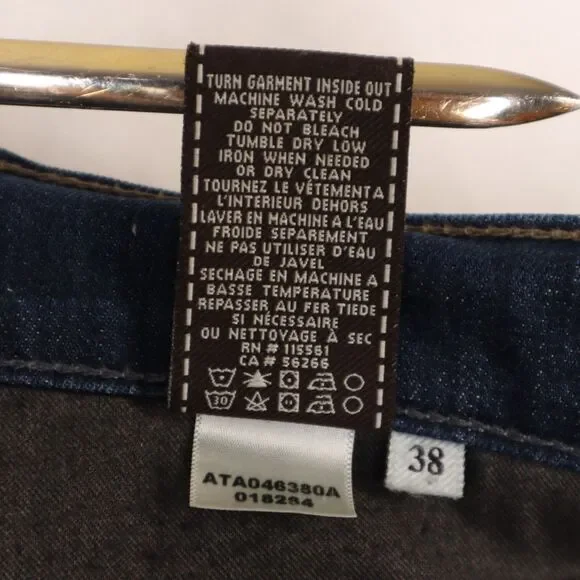 TURN GARMENT INSIDE OUT
MACHINE WASH COLD
SEPARATELY
DO NOT BLEACH
TUMBLE DRY LOW
IRON WHEN NEEDED
OR DRY CLEAN
TOURNEZ LE VÉTEMENT A
L'INTERIEUR DEHORS
LAVER EN MACHINE A L'EAU
FROIDE SEPAREMENT
NE PAS UTILISER D'EAU
DE JAVEL
SECHAGE EN MACHINE A
BASSE TEMPERATURE
REPASSER AU FER TIEDE
SI NÉCESSAIRE
OU NETTOYAGE À SEC
RN # 115561
CA # 56266
30
ATA046380A
018284
38